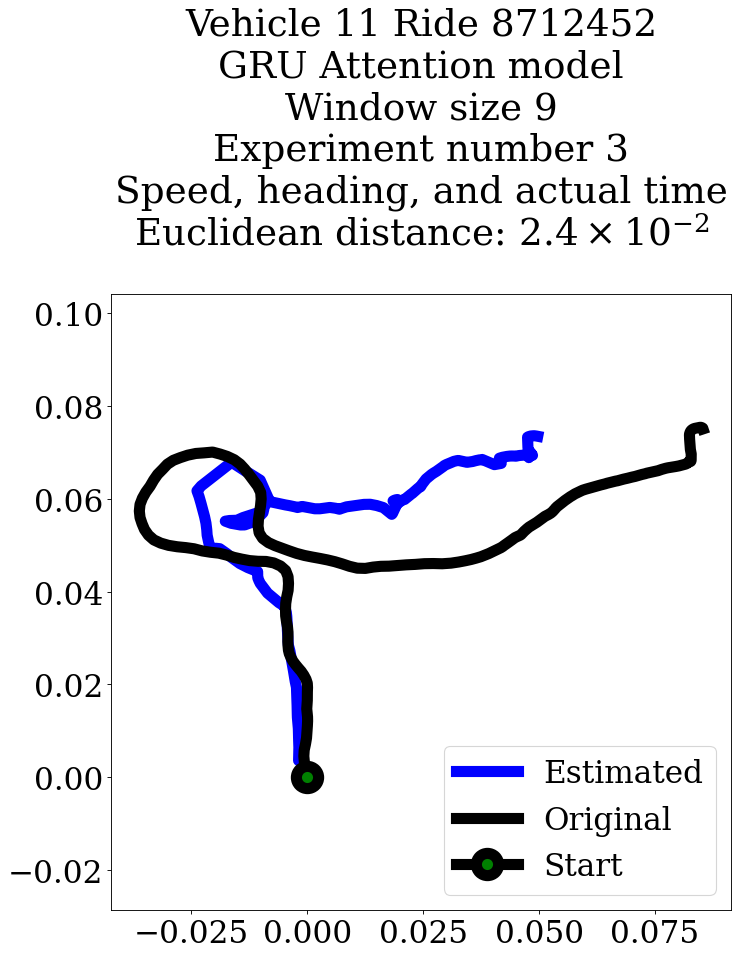 Vehicle 11 Ride 8712452
GRU Attention model
Window size 9
Experiment number 3
Speed, heading, and actual time
Euclidean distance: 2.4 × 10⁻²
0.10
0.08
0.06
0.04
0.02
0.00
−0.02
Estimated
Original
Start
−0.025 0.000 0.025 0.050 0.075